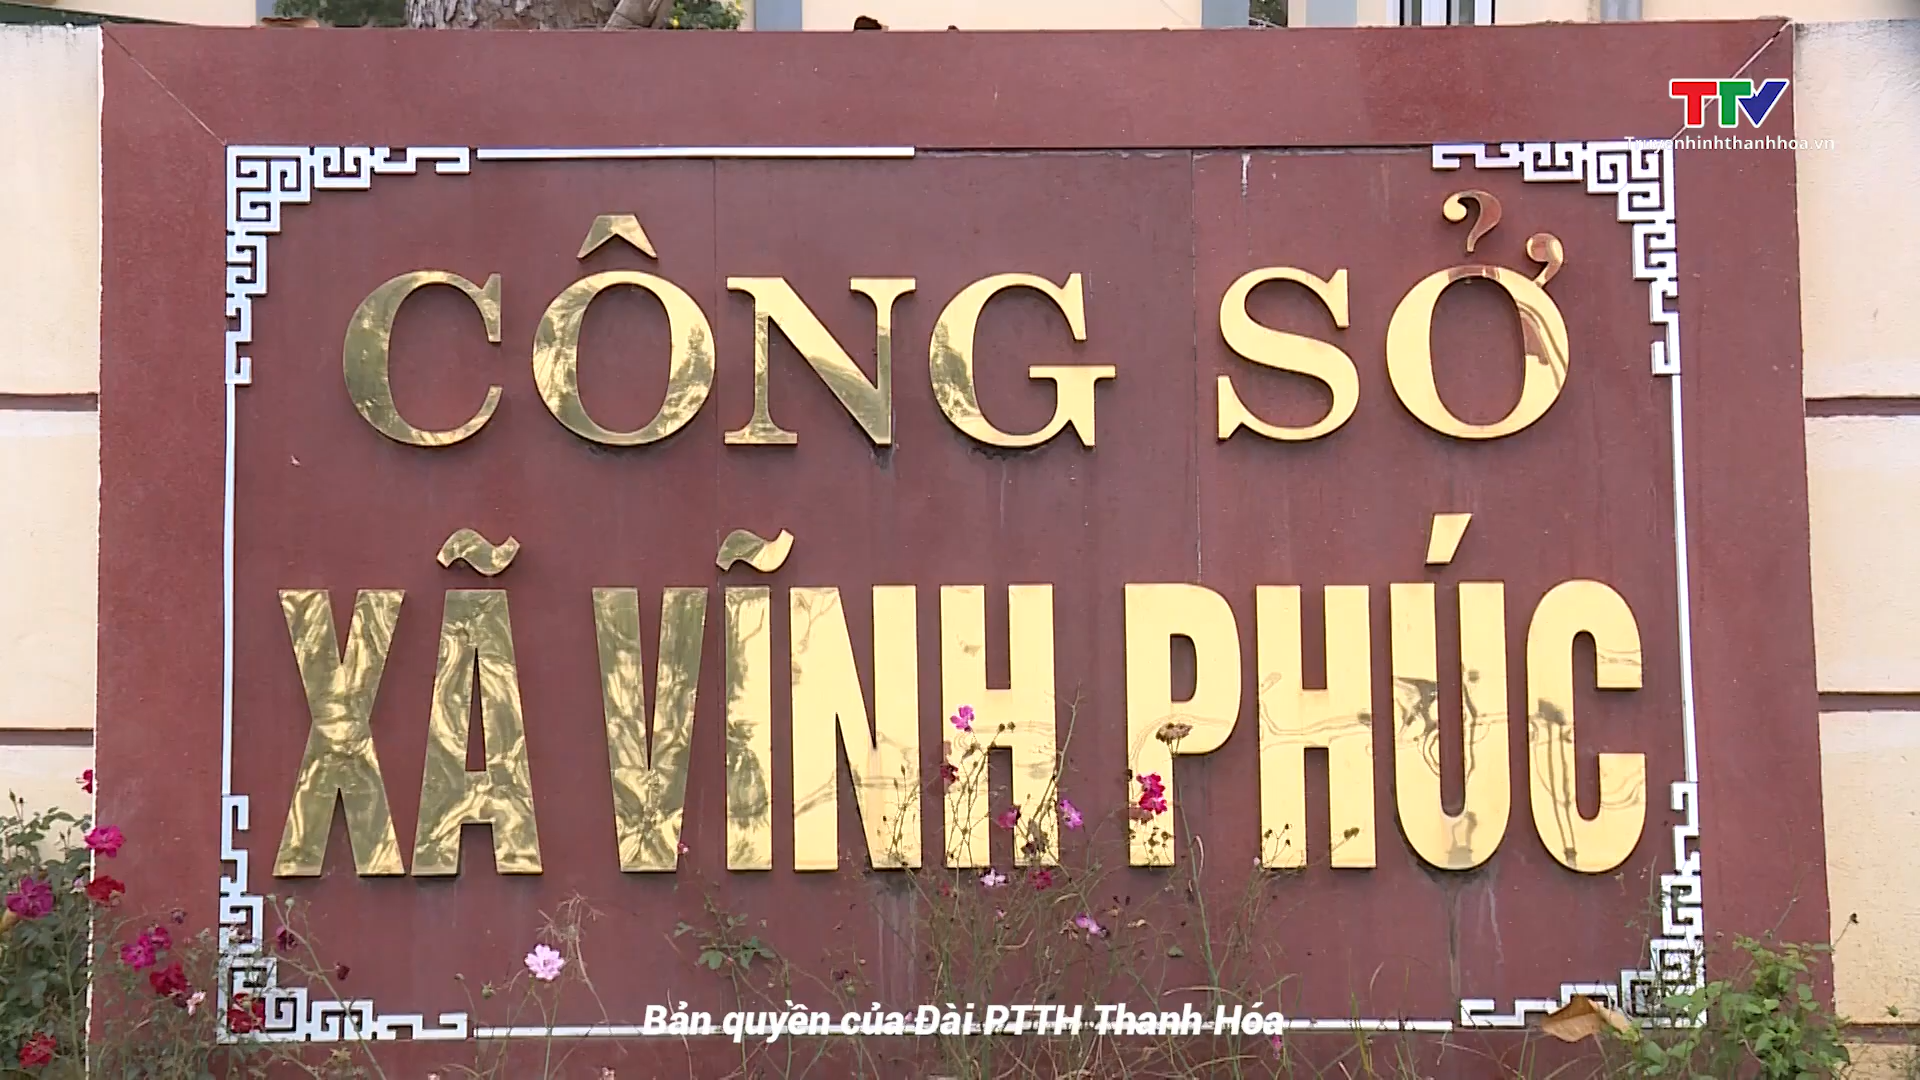 TTV
Truyenhinhthanhhoa.vn
CÔNG SỞ
XÃ VĨNH PHÚC
Bản quyền của Đài PTTH Thanh Hóa